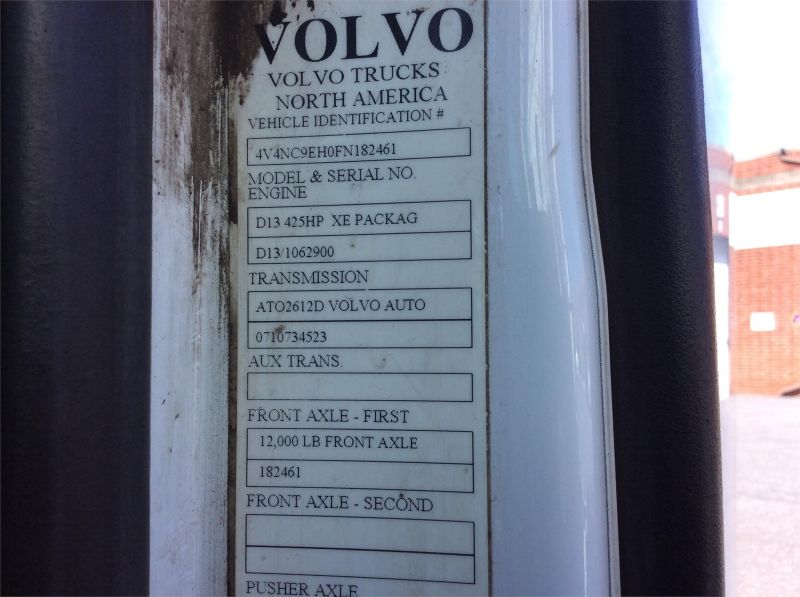 VOLVO
VOLVO TRUCKS
NORTH AMERICA
VEHICLE IDENTIFICATION #
4V4NC9EH0FN182461
MODEL & SERIAL NO.
ENGINE
D13 425HP XE PACKAG
D13/1062900
TRANSMISSION
ATO2612D VOLVO AUTO
0710734523
AUX TRANS.
FRONT AXLE - FIRST
12,000 LB FRONT AXLE
182461
FRONT AXLE - SECOND
PUSHER AXLE